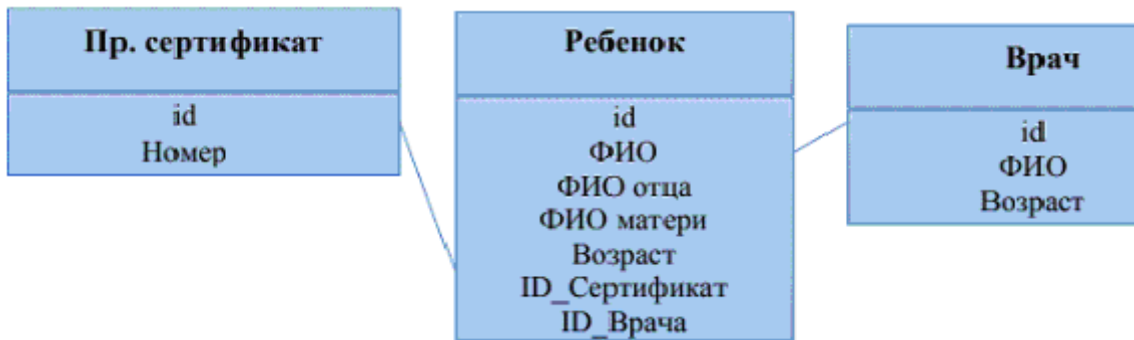 Пр. сертификат
id
Номер
Ребенок
id
ФИО
ФИО отца
ФИО матери
Возраст
ID_Сертификат
ID_Врача
Врач
id
ФИО
Возраст